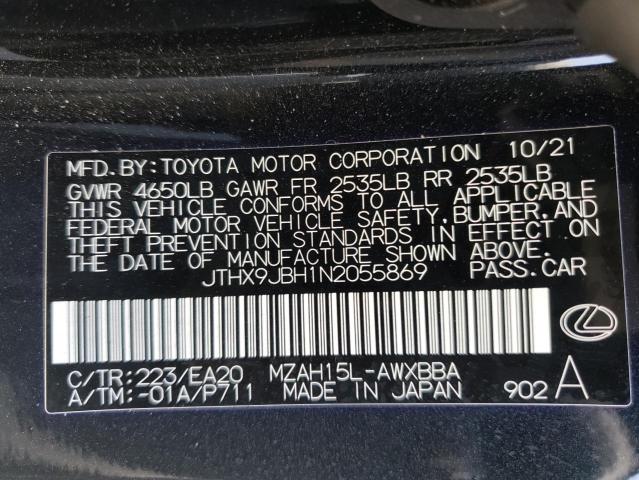 MFD. BY: TOYOTA MOTOR CORPORATION 10/21
GVWR 4650LB GAWR FR 2535LB RR 2535LB
THIS VEHICLE CONFORMS TO ALL APPLICABLE
FEDERAL MOTOR VEHICLE SAFETY, BUMPER, AND
THEFT PREVENTION STANDARDS IN EFFECT ON
THE DATE OF MANUFACTURE SHOWN ABOVE.
JTHX9JBH1N2055869 PASS. CAR
C/TR: 223/EA20 MZAH15L-AWXBBA
A/TM: -01A/P711 MADE IN JAPAN 902 A